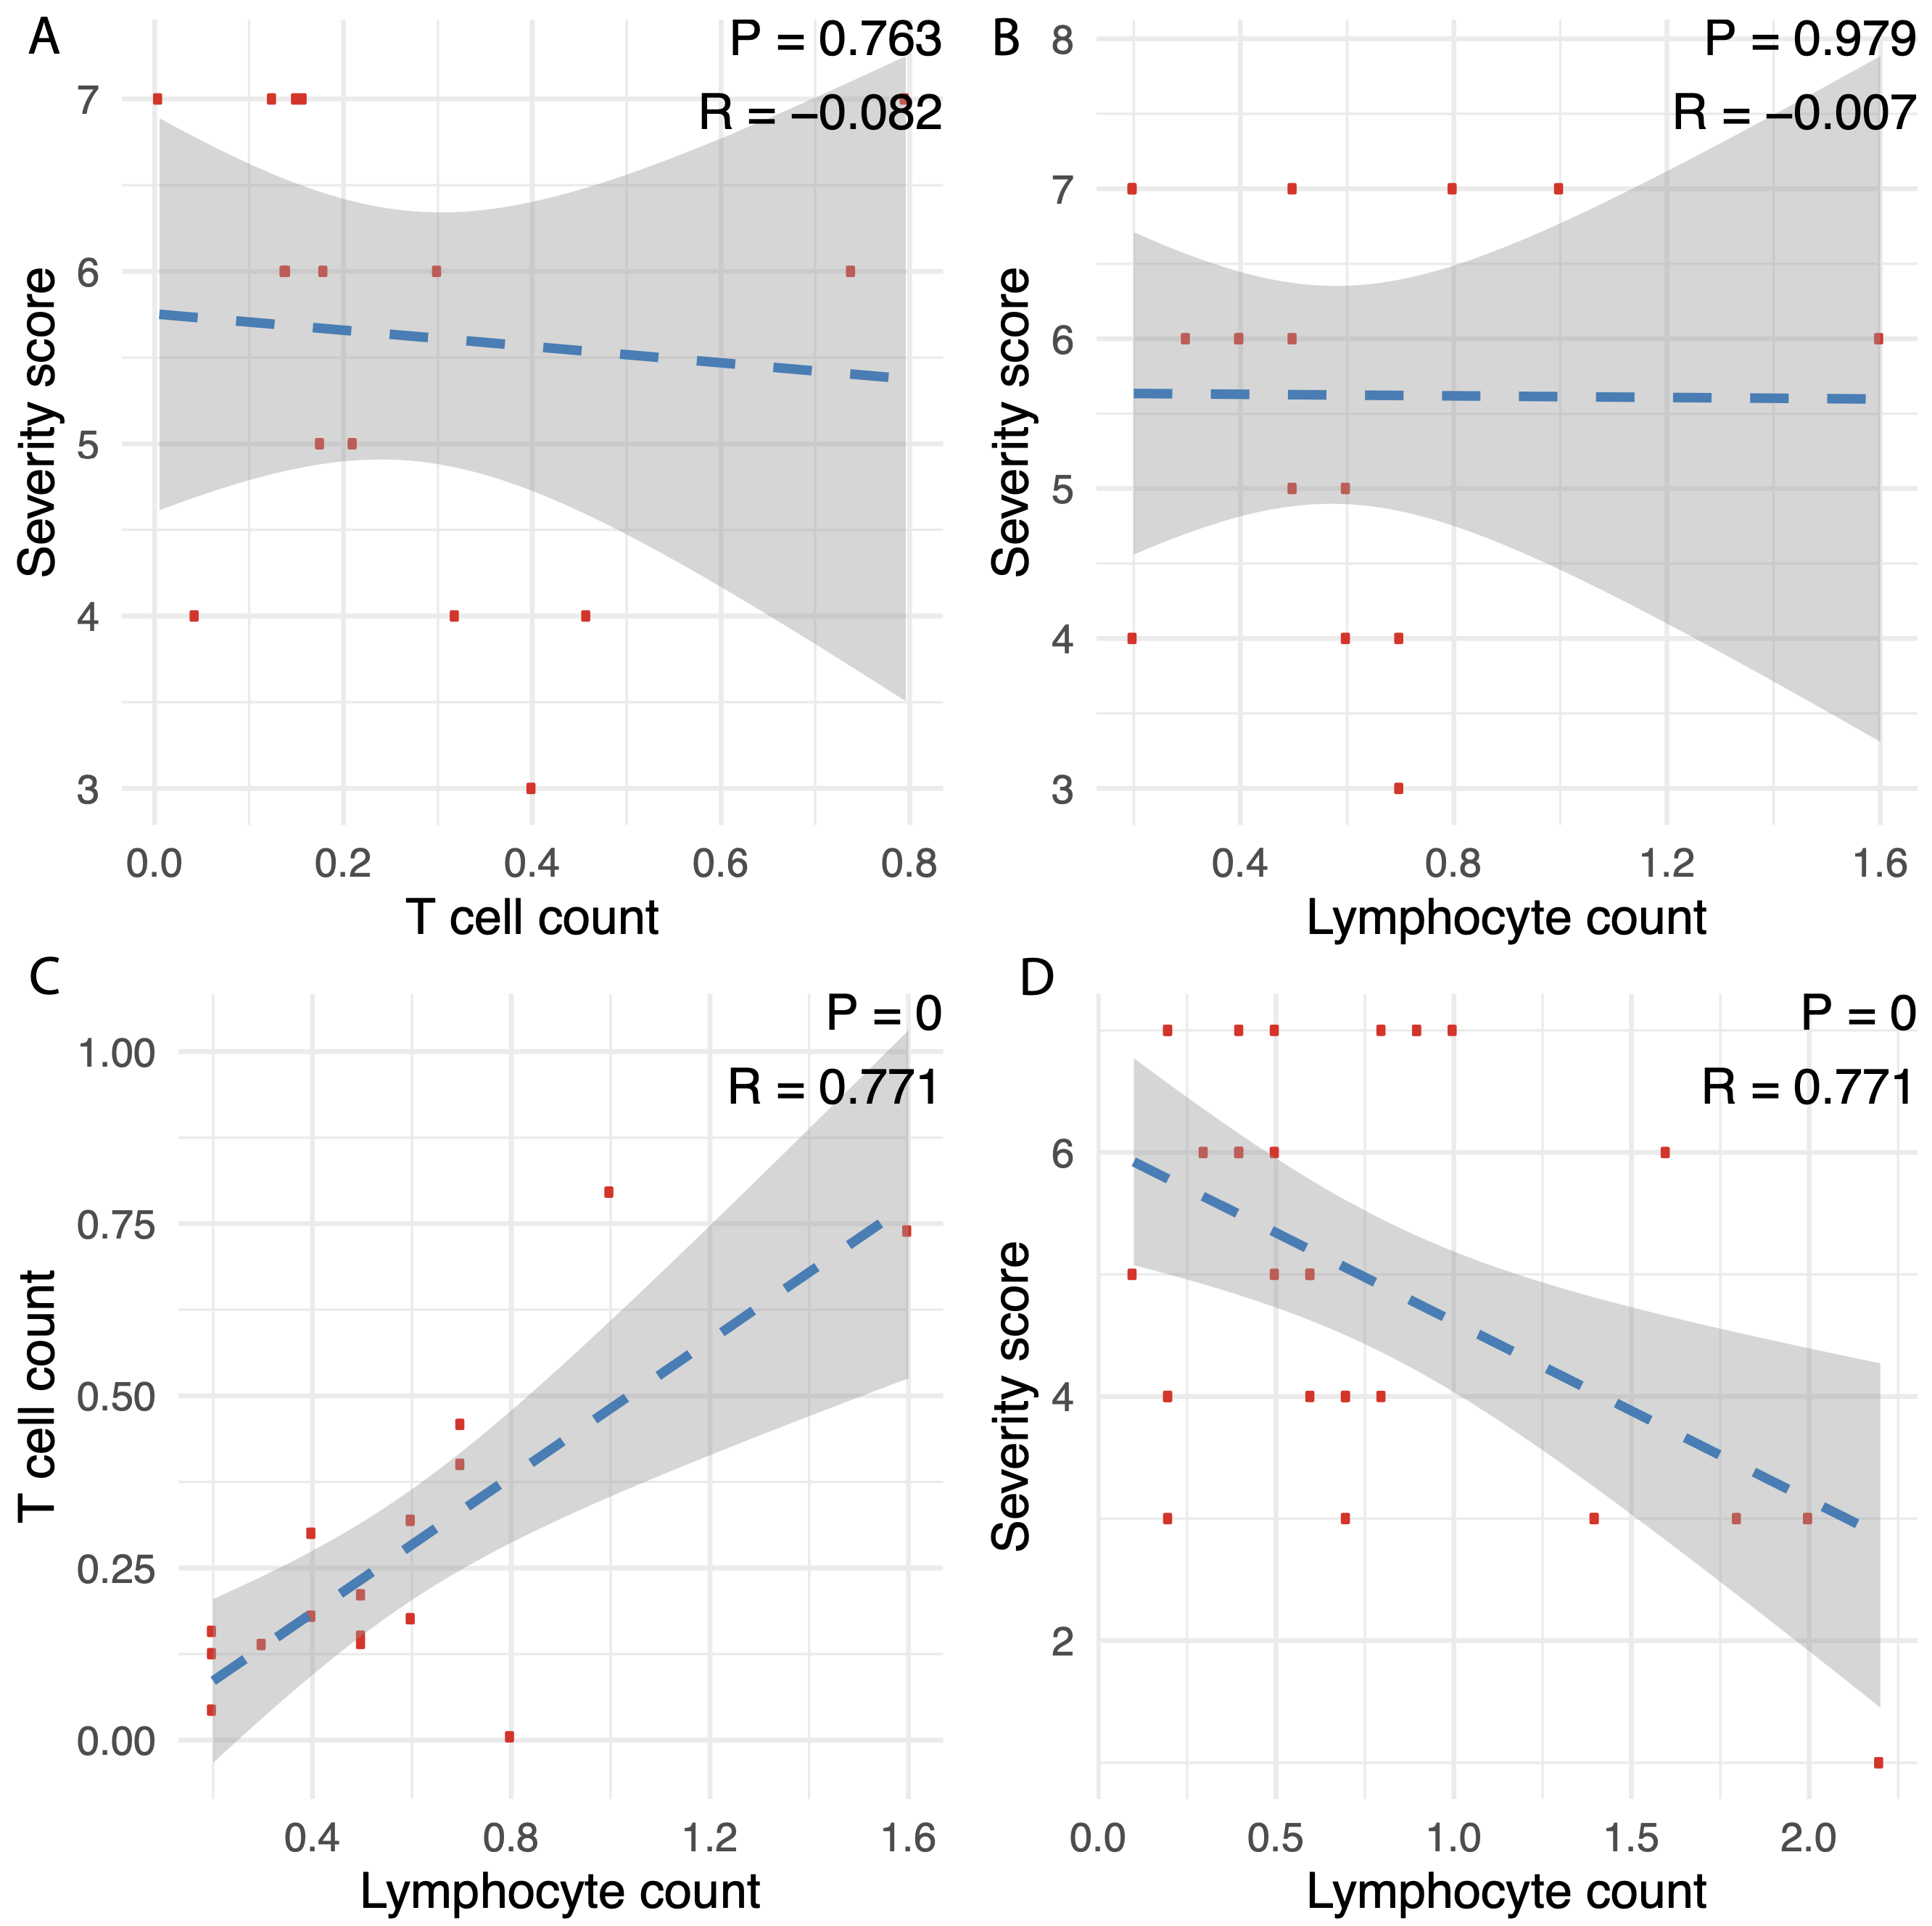 A
P = 0.763
R = −0.082
7
6
5
4
3
Severity score
0.0 0.2 0.4 0.6 0.8
T cell count
B
P = 0.979
R = −0.007
8
7
6
5
4
3
Severity score
0.4 0.8 1.2 1.6
Lymphocyte count
C
P = 0
R = 0.771
1.00
0.75
0.50
0.25
0.00
T cell count
0.4 0.8 1.2 1.6
Lymphocyte count
D
P = 0
R = 0.771
6
4
2
Severity score
0.0 0.5 1.0 1.5 2.0
Lymphocyte count